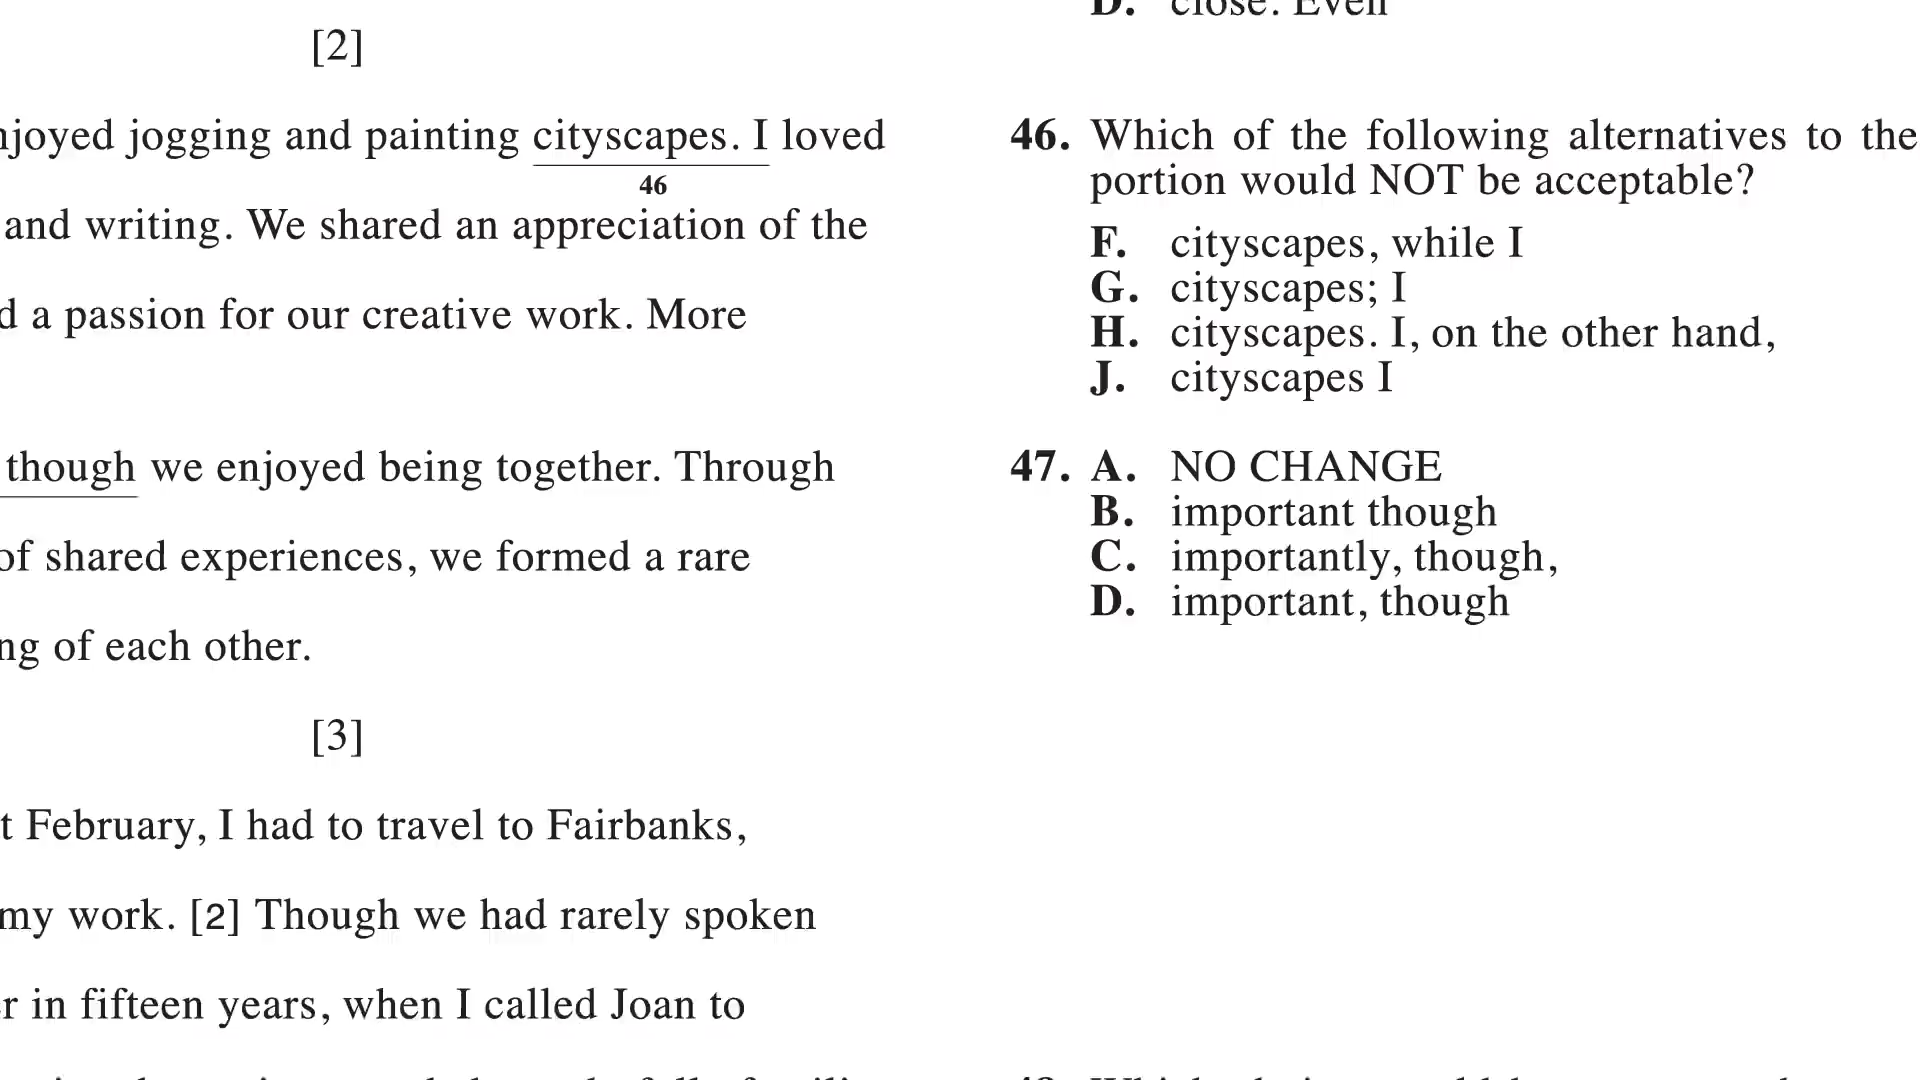 [2]
njoyed jogging and painting cityscapes. I loved
46
and writing. We shared an appreciation of the
d a passion for our creative work. More
though we enjoyed being together. Through
of shared experiences, we formed a rare
ng of each other.
[3]
t February, I had to travel to Fairbanks,
my work. [2] Though we had rarely spoken
r in fifteen years, when I called Joan to
D. close. Even
46. Which of the following alternatives to the
portion would NOT be acceptable?
F. cityscapes, while I
G. cityscapes; I
H. cityscapes. I, on the other hand,
J. cityscapes I
47. A. NO CHANGE
B. important though
C. importantly, though,
D. important, though